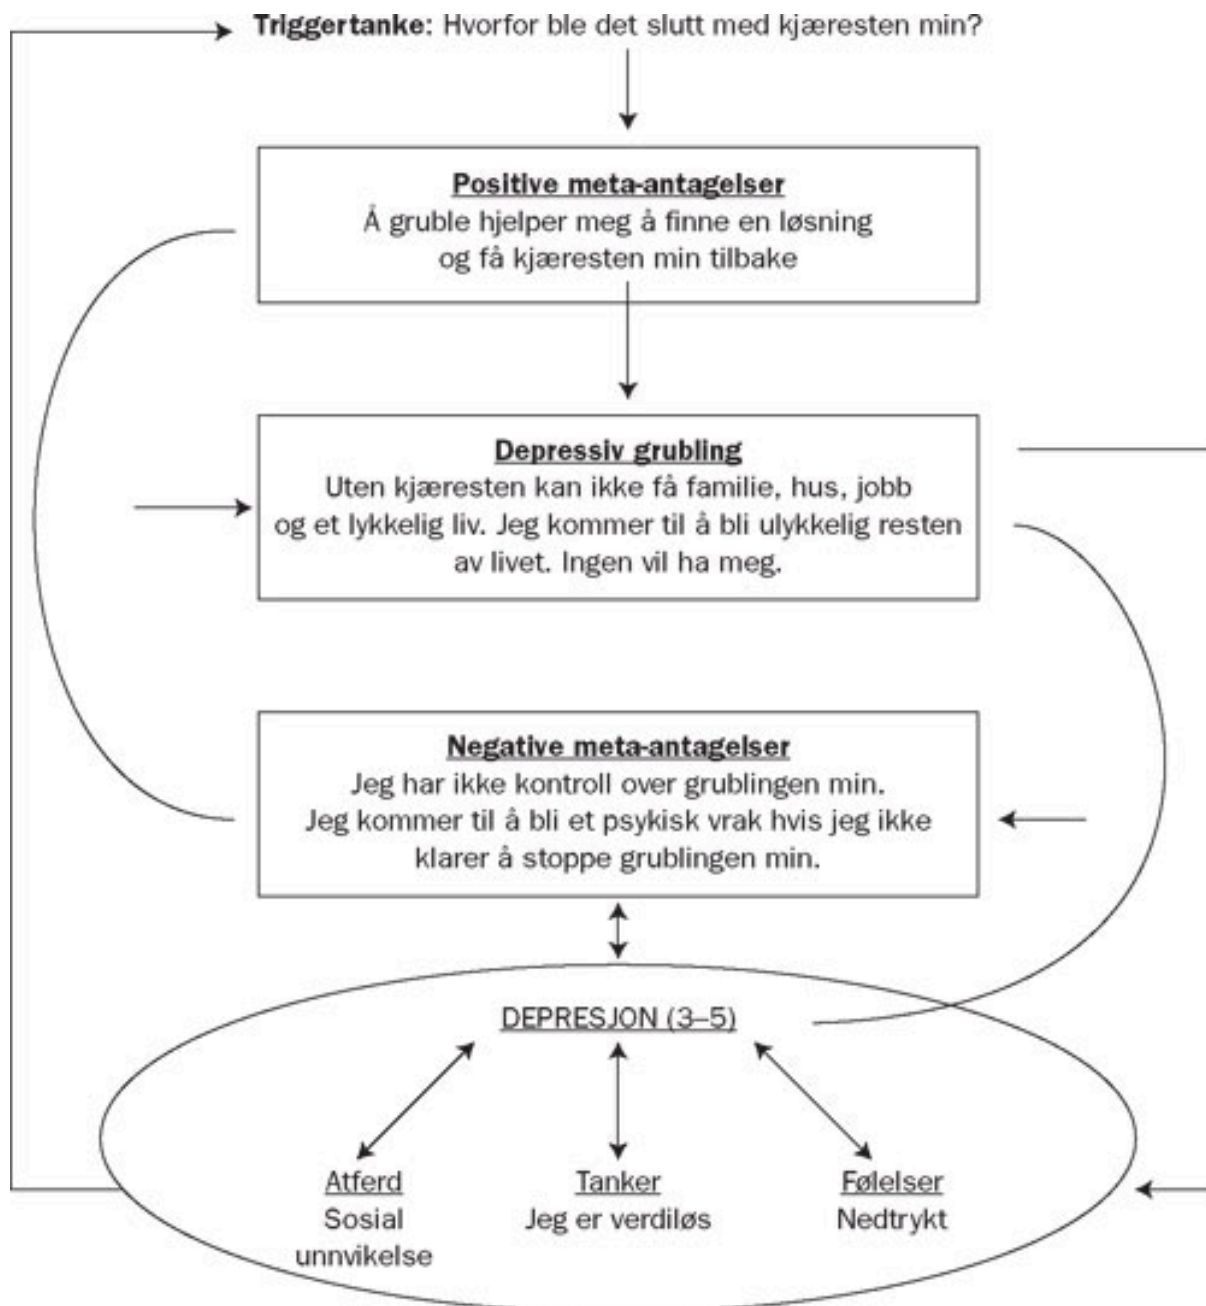 Triggertanke: Hvorfor ble det slutt med kjæresten min?
Positive meta-antagelser
Å gruble hjelper meg å finne en løsning
og få kjæresten min tilbake
Depressiv grubling
Uten kjæresten kan ikke få familie, hus, jobb
og et lykkelig liv. Jeg kommer til å bli ulykkelig resten
av livet. Ingen vil ha meg.
Negative meta-antagelser
Jeg har ikke kontroll over grublingen min.
Jeg kommer til å bli et psykisk vrak hvis jeg ikke
klarer å stoppe grublingen min.
DEPRESJON (3–5)
Atferd
Sosial
unnvikelse
Tanker
Jeg er verdiløs
Følelser
Nedtrykt